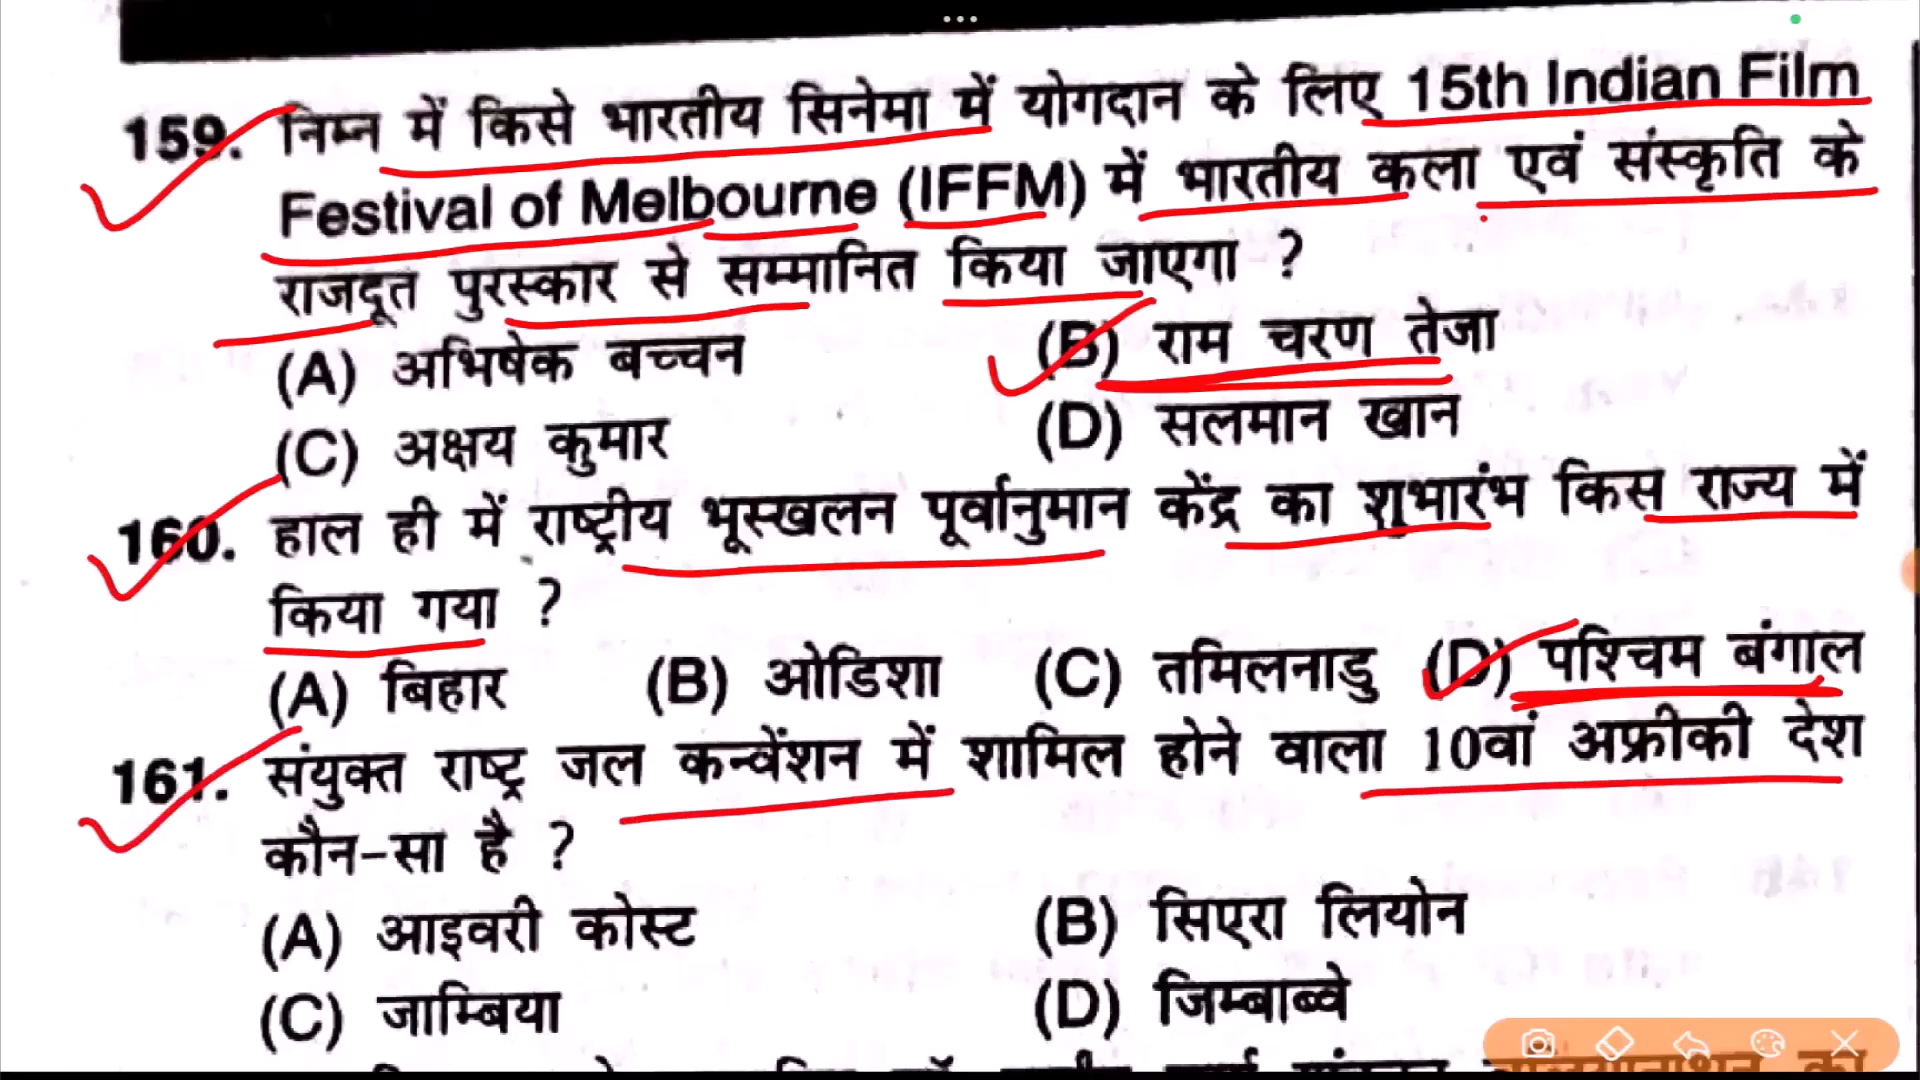 159. निम्न में किसे भारतीय सिनेमा में योगदान के लिए 15th Indian Film
Festival of Melbourne (IFFM) में भारतीय कला एवं संस्कृति के
राजदूत पुरस्कार से सम्मानित किया जाएगा ?
(A) अभिषेक बच्चन (B) राम चरण तेजा
(C) अक्षय कुमार (D) सलमान खान
160. हाल ही में राष्ट्रीय भूस्खलन पूर्वानुमान केंद्र का शुभारंभ किस राज्य में
किया गया ?
(A) बिहार (B) ओडिशा (C) तमिलनाडु (D) पश्चिम बंगाल
161. संयुक्त राष्ट्र जल कन्वेंशन में शामिल होने वाला 10वां अफ्रीकी देश
कौन-सा है ?
(A) आइवरी कोस्ट (B) सिएरा लियोन
(C) जाम्बिया (D) जिम्बाब्वे